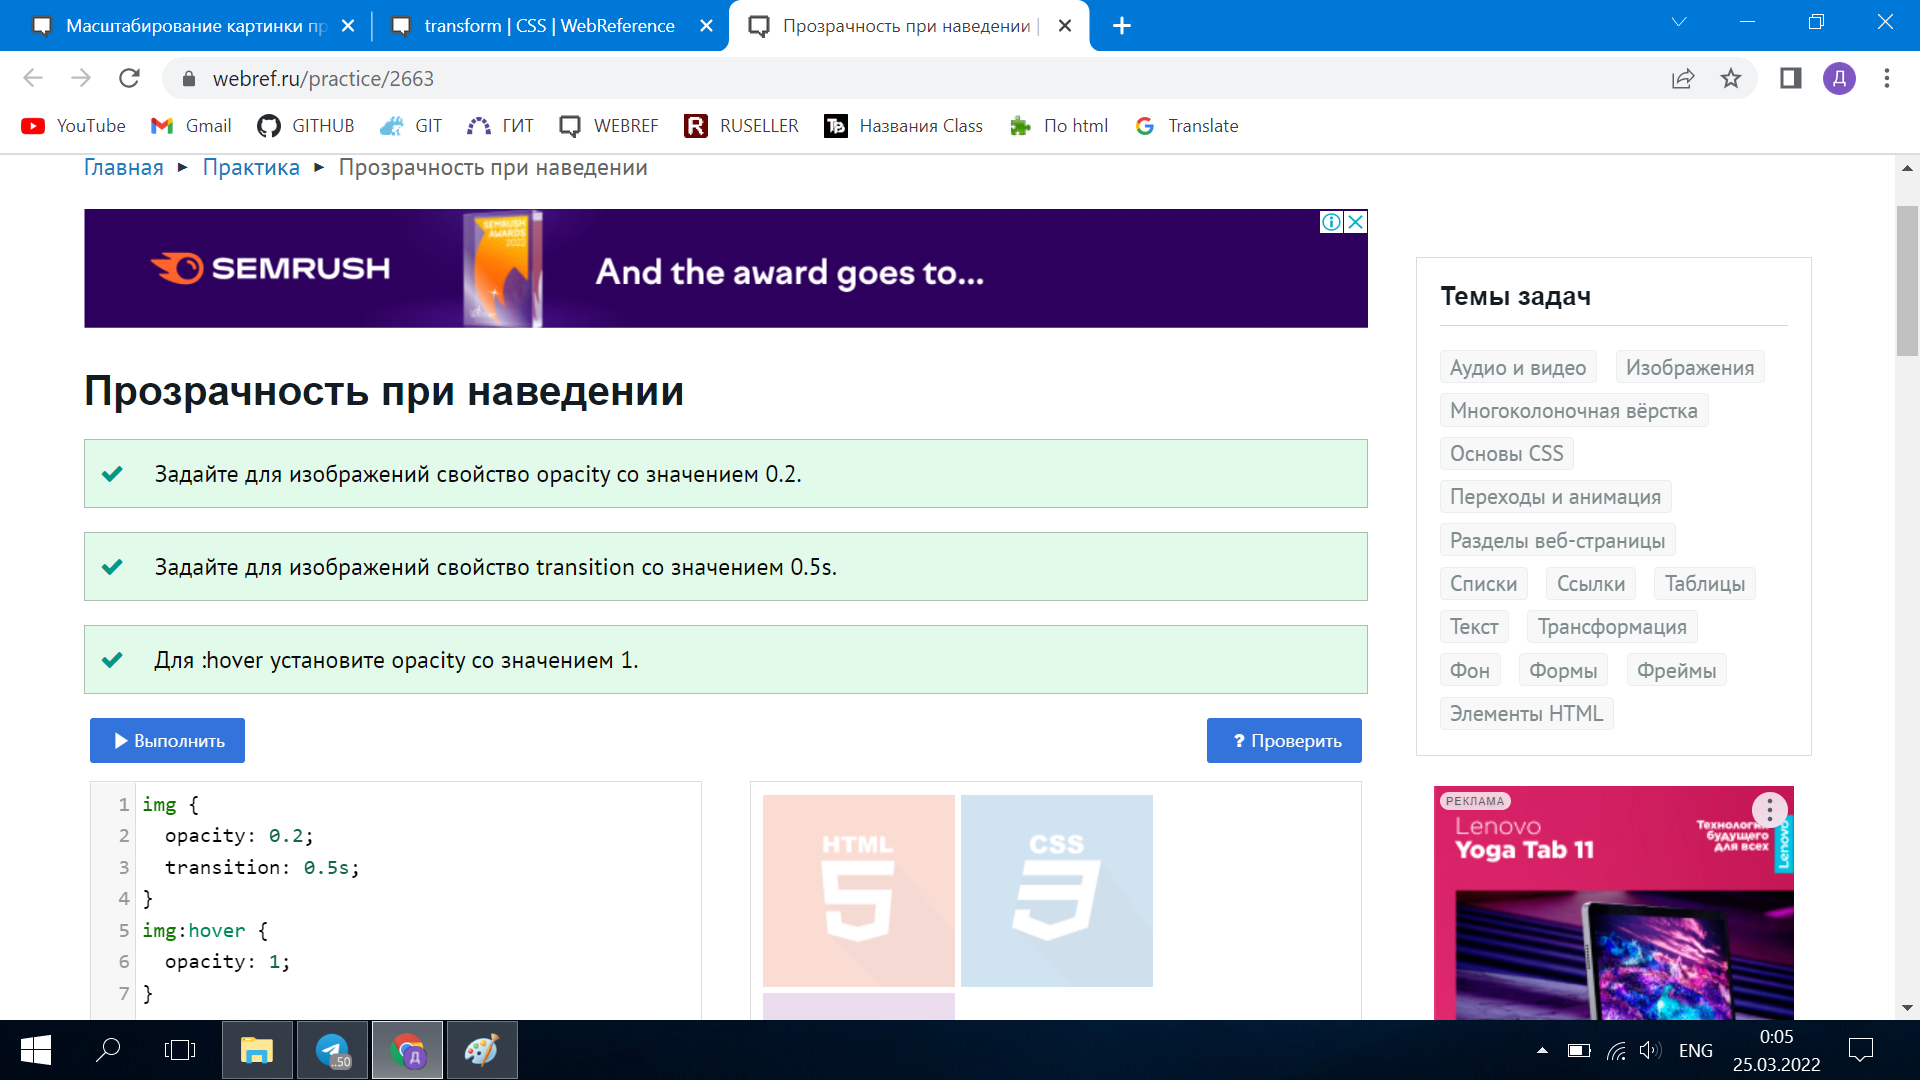 Масштабирование картинки пр
transform | CSS | WebReference
Прозрачность при наведении |
webref.ru/practice/2663
Д
YouTube
Gmail
GITHUB
GIT
ГИТ
WEBREF
RUSELLER
Названия Class
По html
Translate
Главная ► Практика ► Прозрачность при наведении
SEMRUSH
SEMRUSH
AWARDS
2022
And the award goes to...
Темы задач
Аудио и видео
Изображения
Многоколоночная вёрстка
Основы CSS
Переходы и анимация
Разделы веб-страницы
Списки
Ссылки
Таблицы
Текст
Трансформация
Фон
Формы
Фреймы
Элементы HTML
Прозрачность при наведении
Задайте для изображений свойство opacity со значением 0.2.
Задайте для изображений свойство transition со значением 0.5s.
Для :hover установите opacity со значением 1.
Выполнить
? Проверить
1 img {
2 opacity: 0.2;
3 transition: 0.5s;
4 }
5 img:hover {
6 opacity: 1;
7 }
HTML
5
CSS
3
РЕКЛАМА
Lenovo
Yoga Tab 11
Технологии
будущего
для всех
Lenovo
..50
Д
ENG
0:05
25.03.2022